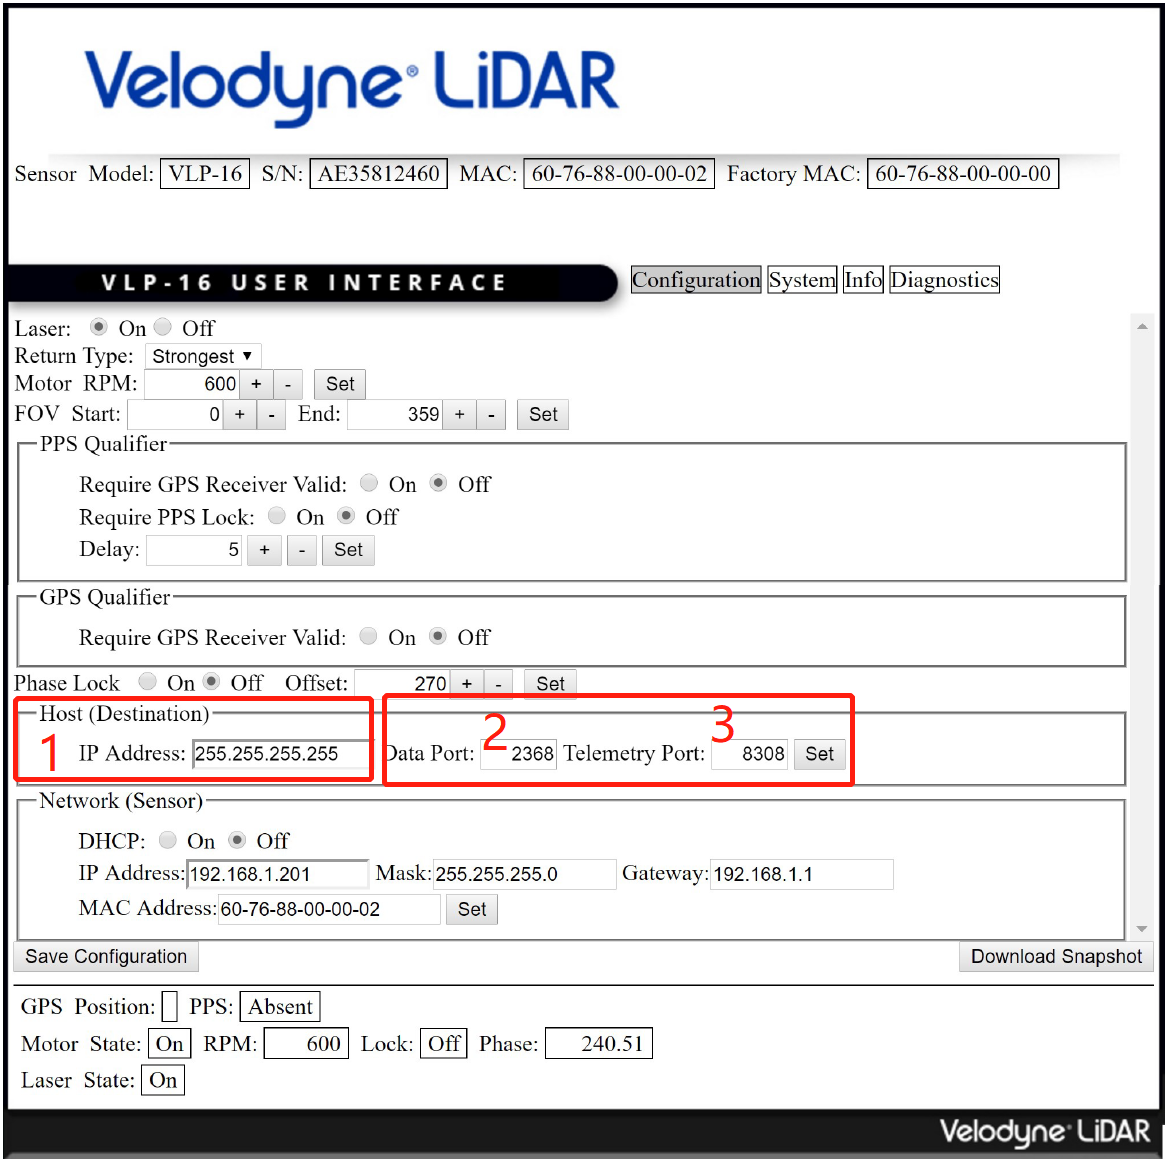 Velodyne® LiDAR
Sensor Model: VLP-16 S/N: AE35812460 MAC: 60-76-88-00-00-02 Factory MAC: 60-76-88-00-00-00
VLP-16 USER INTERFACE Configuration System Info Diagnostics
Laser: On Off
Return Type: Strongest ▼
Motor RPM: 600 + - Set
FOV Start: 0 + - End: 359 + - Set
PPS Qualifier
Require GPS Receiver Valid: On Off
Require PPS Lock: On Off
Delay: 5 + - Set
GPS Qualifier
Require GPS Receiver Valid: On Off
Phase Lock On Off Offset: 270 + - Set
Host (Destination)
1 IP Address: 255.255.255.255 Data Port: 2 2368 Telemetry Port: 3 8308 Set
Network (Sensor)
DHCP: On Off
IP Address: 192.168.1.201 Mask: 255.255.255.0 Gateway: 192.168.1.1
MAC Address: 60-76-88-00-00-02 Set
Save Configuration Download Snapshot
GPS Position: PPS: Absent
Motor State: On RPM: 600 Lock: Off Phase: 240.51
Laser State: On
Velodyne® LiDAR